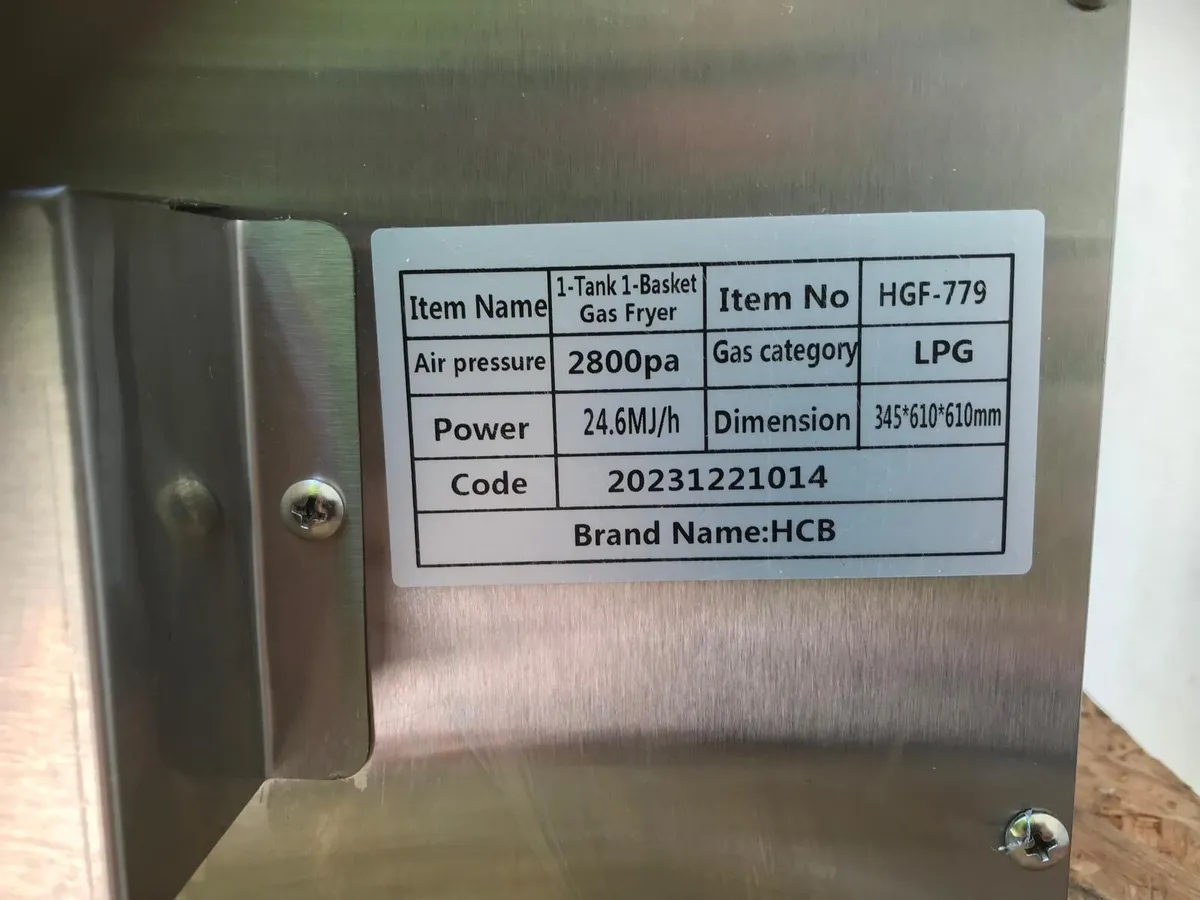 Item Name 1-Tank 1-Basket Gas Fryer Item No HGF-779
Air pressure 2800pa Gas category LPG
Power 24.6MJ/h Dimension 345*610*610mm
Code 20231221014
Brand Name:HCB